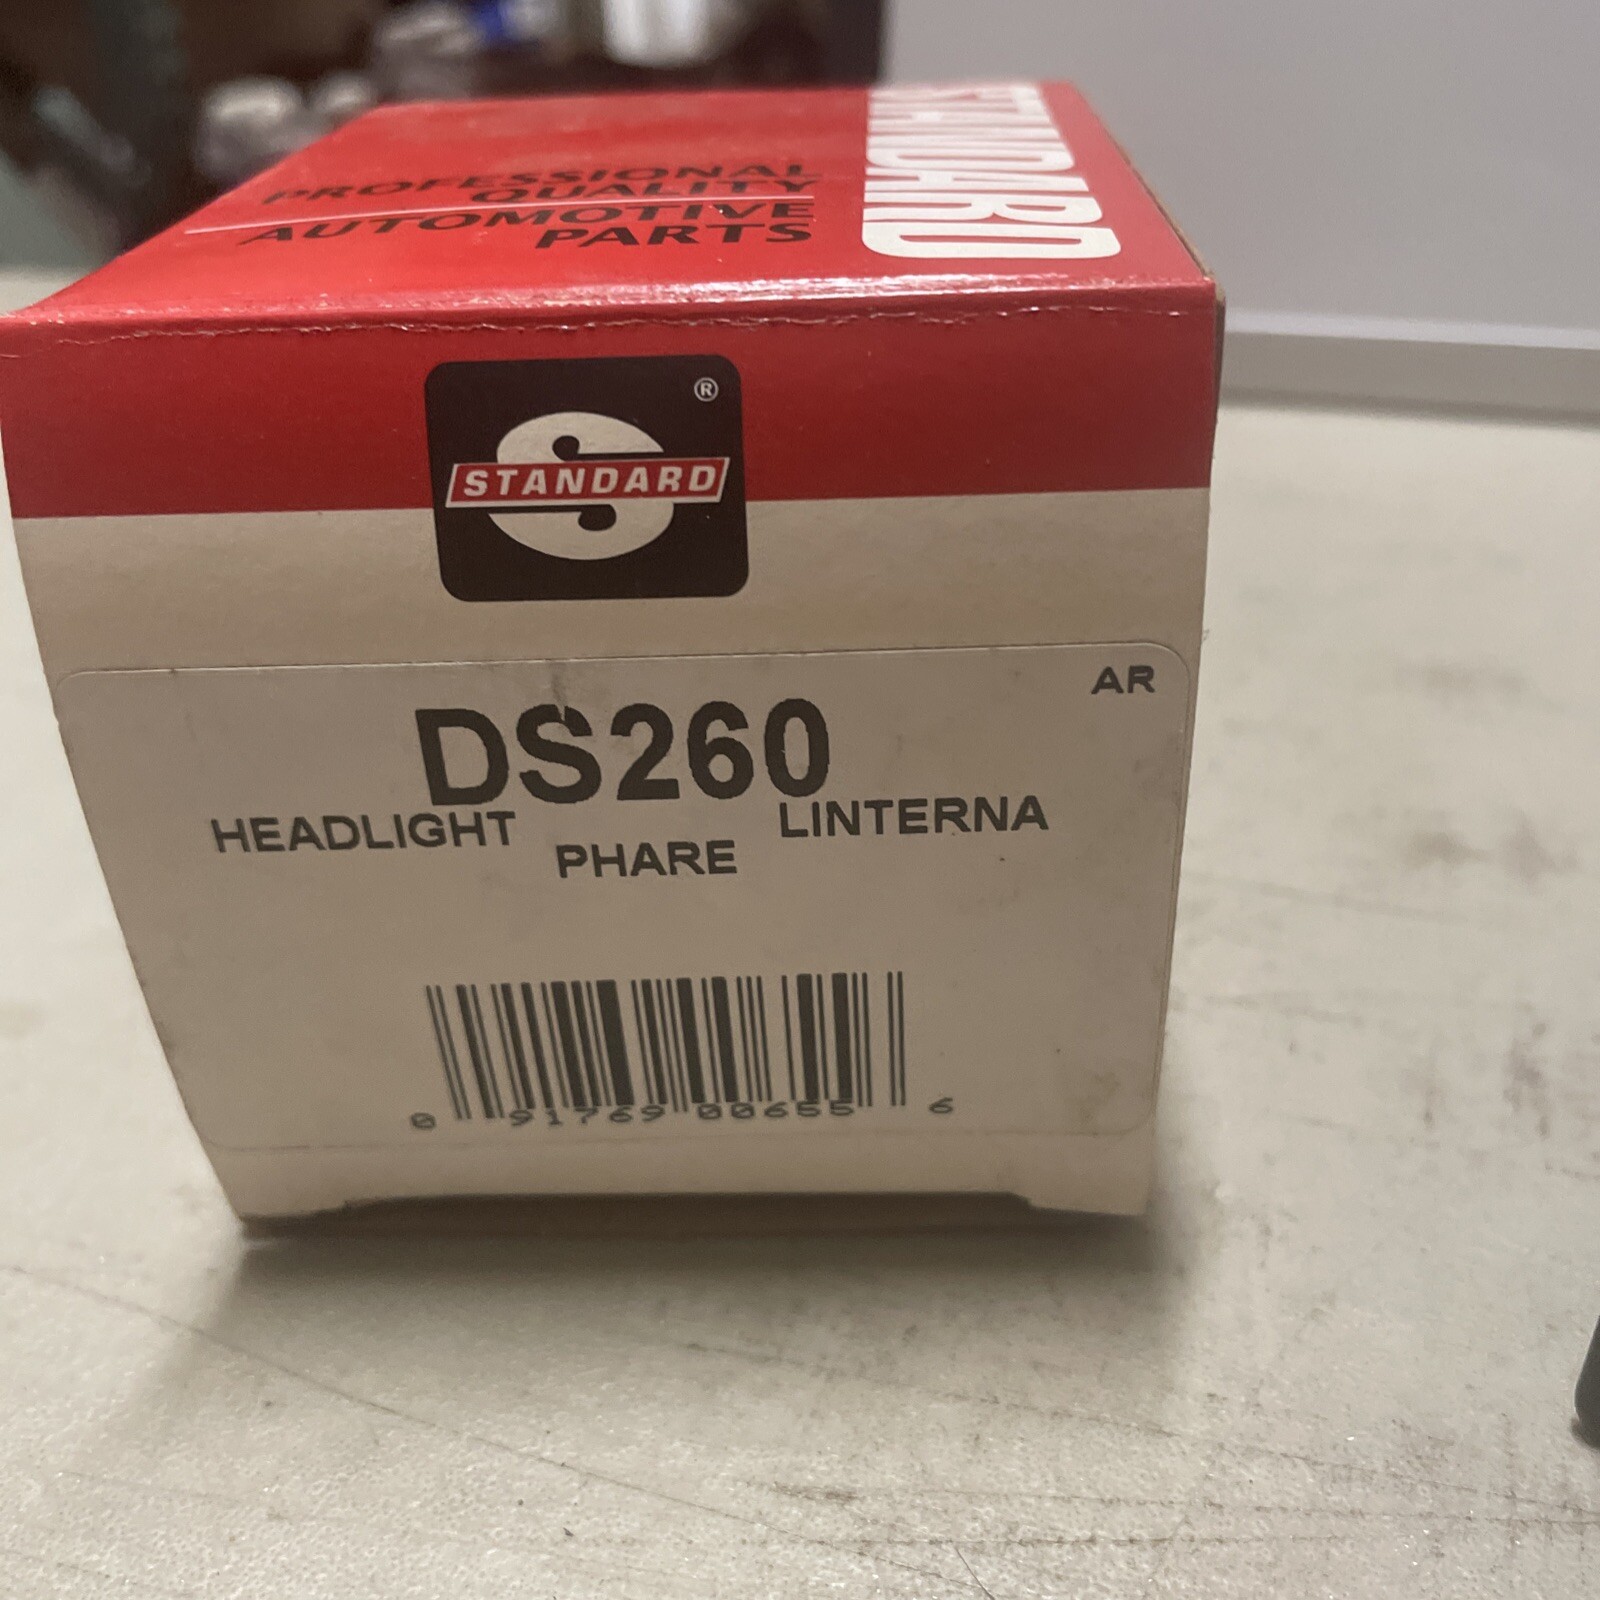 PROFESSIONAL
QUALITY
AUTOMOTIVE
PARTS
STANDARD
®
STANDARD
AR
DS260
HEADLIGHT
LINTERNA
PHARE
0 91769 00655 6